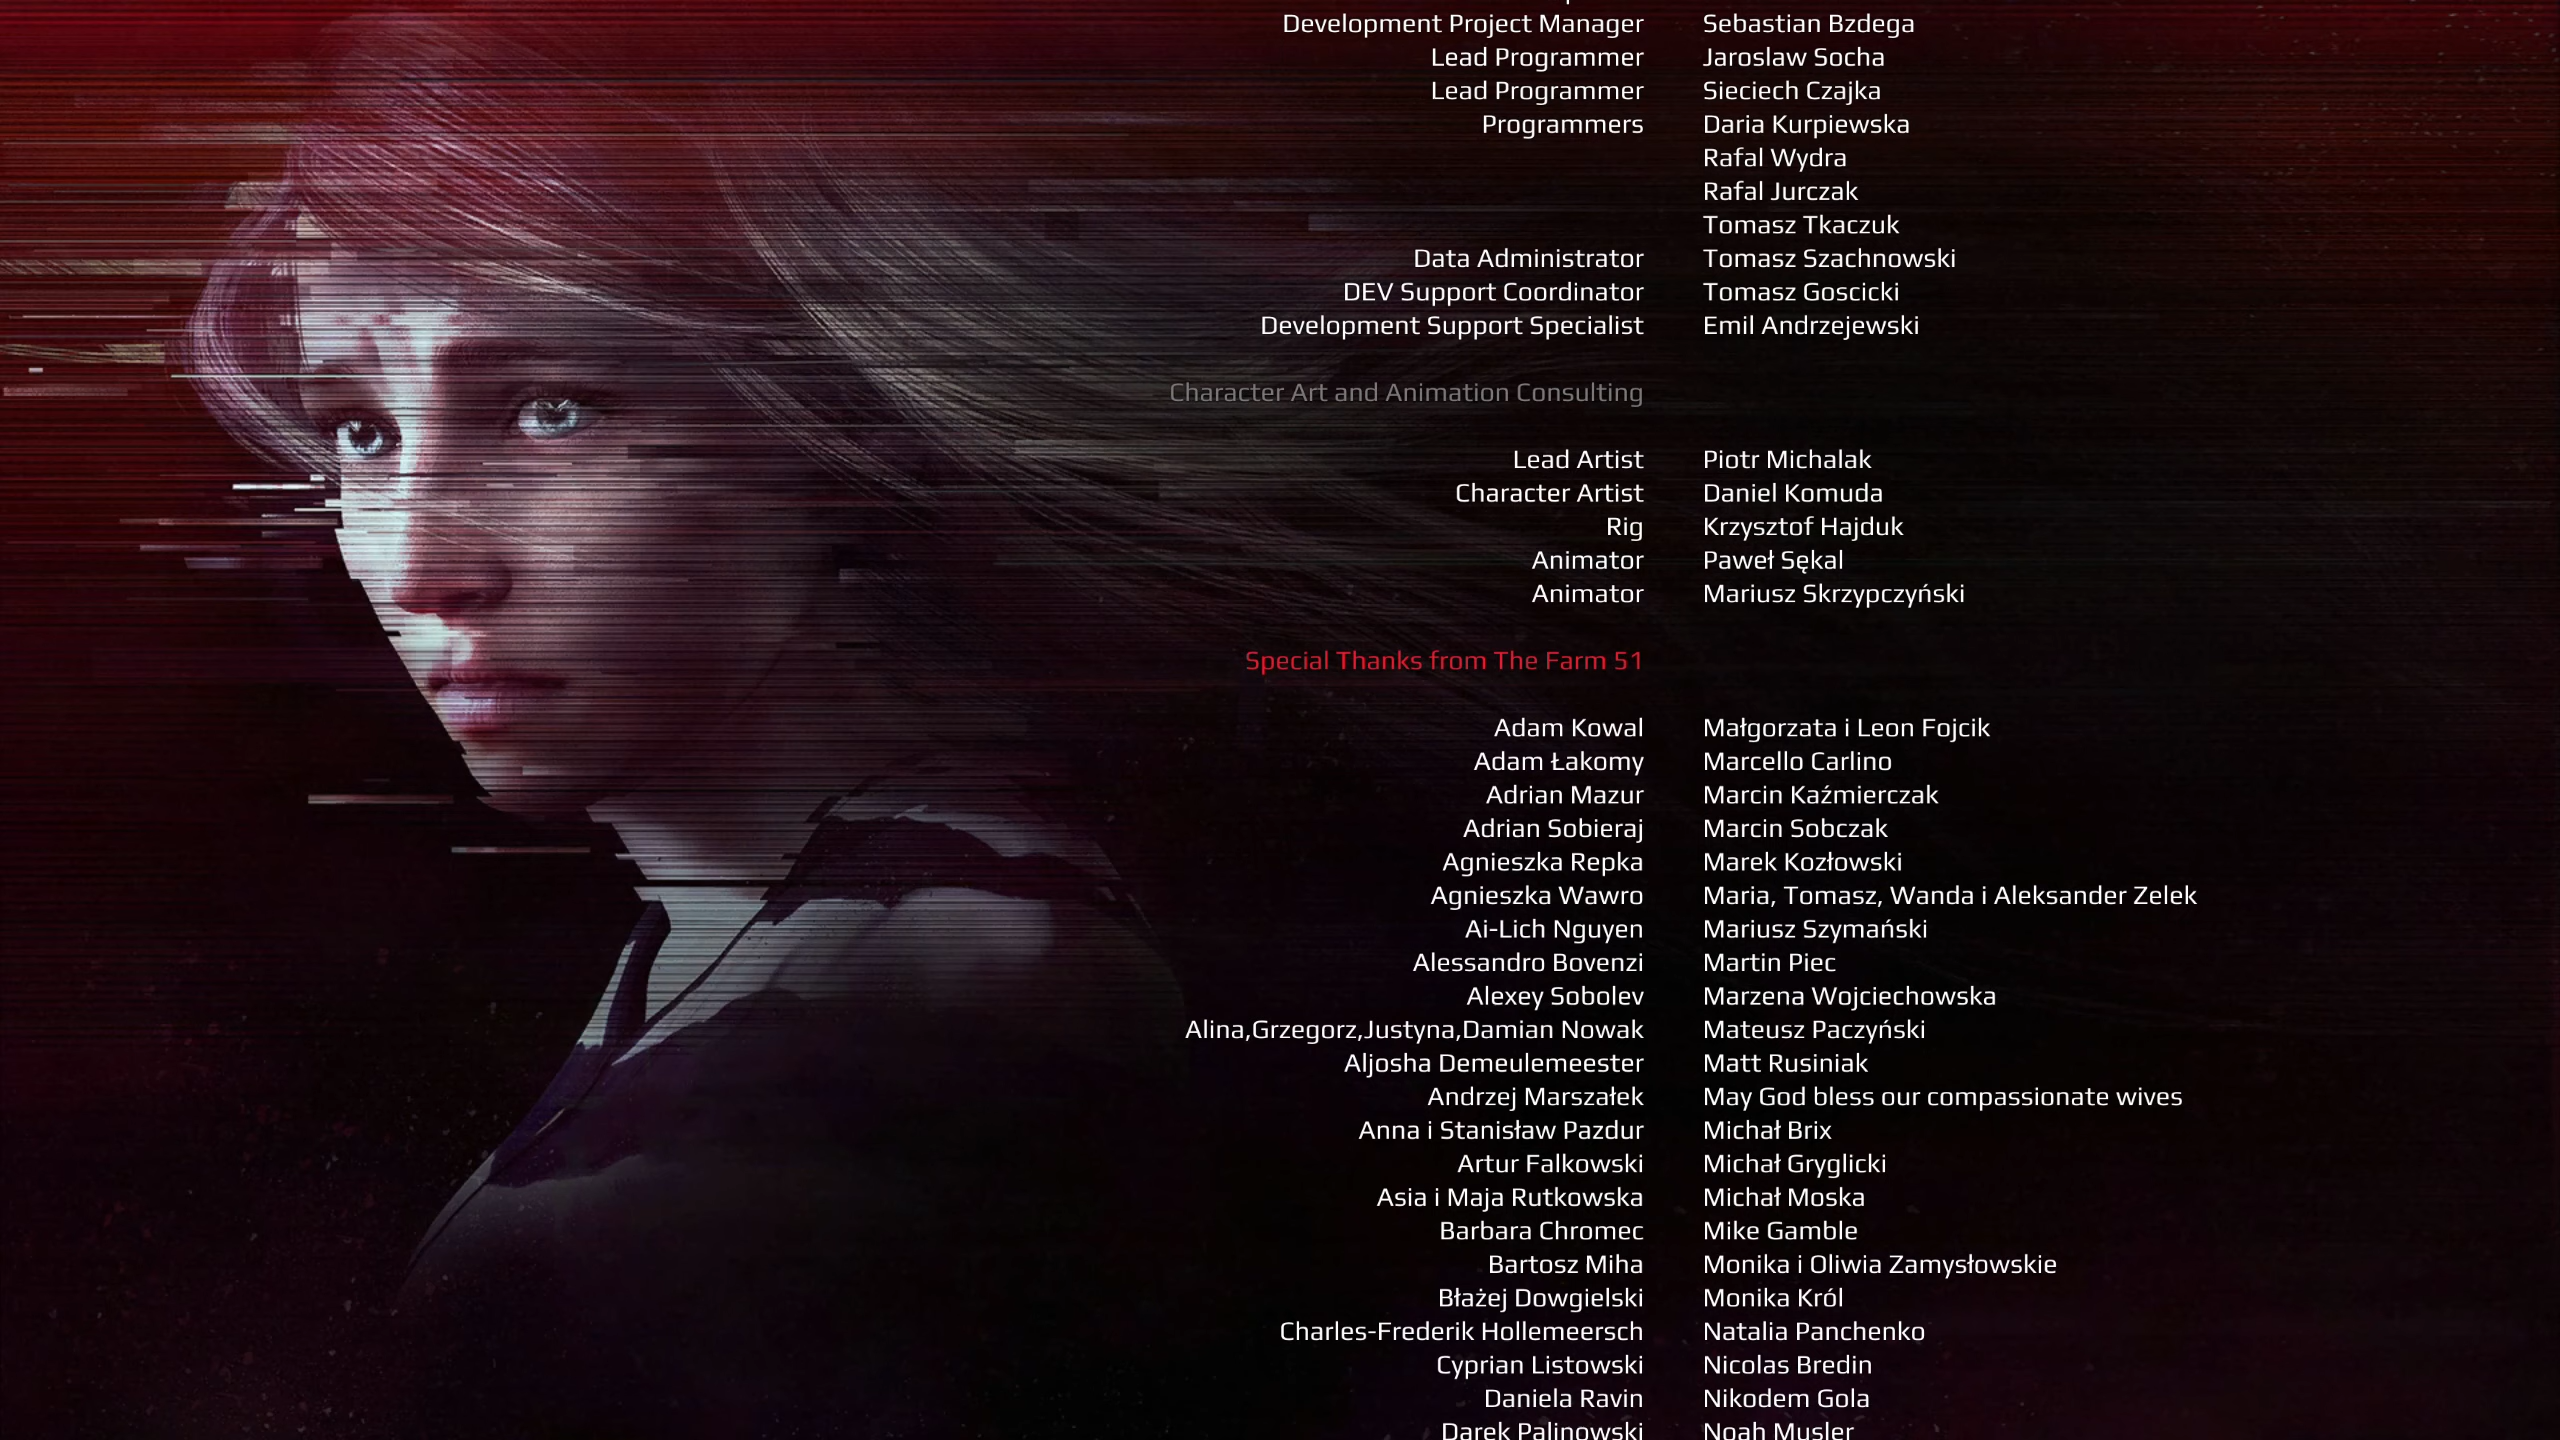 Development Project Manager Sebastian Bzdega
Lead Programmer Jaroslaw Socha
Lead Programmer Sieciech Czajka
Programmers Daria Kurpiewska
Rafal Wydra
Rafal Jurczak
Tomasz Tkaczuk
Data Administrator Tomasz Szachnowski
DEV Support Coordinator Tomasz Goscicki
Development Support Specialist Emil Andrzejewski
Character Art and Animation Consulting
Lead Artist Piotr Michalak
Character Artist Daniel Komuda
Rig Krzysztof Hajduk
Animator Paweł Sękal
Animator Mariusz Skrzypczyński
Special Thanks from The Farm 51
Adam Kowal Małgorzata i Leon Fojcik
Adam Łakomy Marcello Carlino
Adrian Mazur Marcin Kaźmierczak
Adrian Sobieraj Marcin Sobczak
Agnieszka Repka Marek Kozłowski
Agnieszka Wawro Maria, Tomasz, Wanda i Aleksander Zelek
Ai-Lich Nguyen Mariusz Szymański
Alessandro Bovenzi Martin Piec
Alexey Sobolev Marzena Wojciechowska
Alina,Grzegorz,Justyna,Damian Nowak Mateusz Paczyński
Aljosha Demeulemeester Matt Rusiniak
Andrzej Marszałek May God bless our compassionate wives
Anna i Stanisław Pazdur Michał Brix
Artur Falkowski Michał Gryglicki
Asia i Maja Rutkowska Michał Moska
Barbara Chromec Mike Gamble
Bartosz Miha Monika i Oliwia Zamysłowskie
Błażej Dowgielski Monika Król
Charles-Frederik Hollemeersch Natalia Panchenko
Cyprian Listowski Nicolas Bredin
Daniela Ravin Nikodem Gola
Darek Palinowski Noah Musler